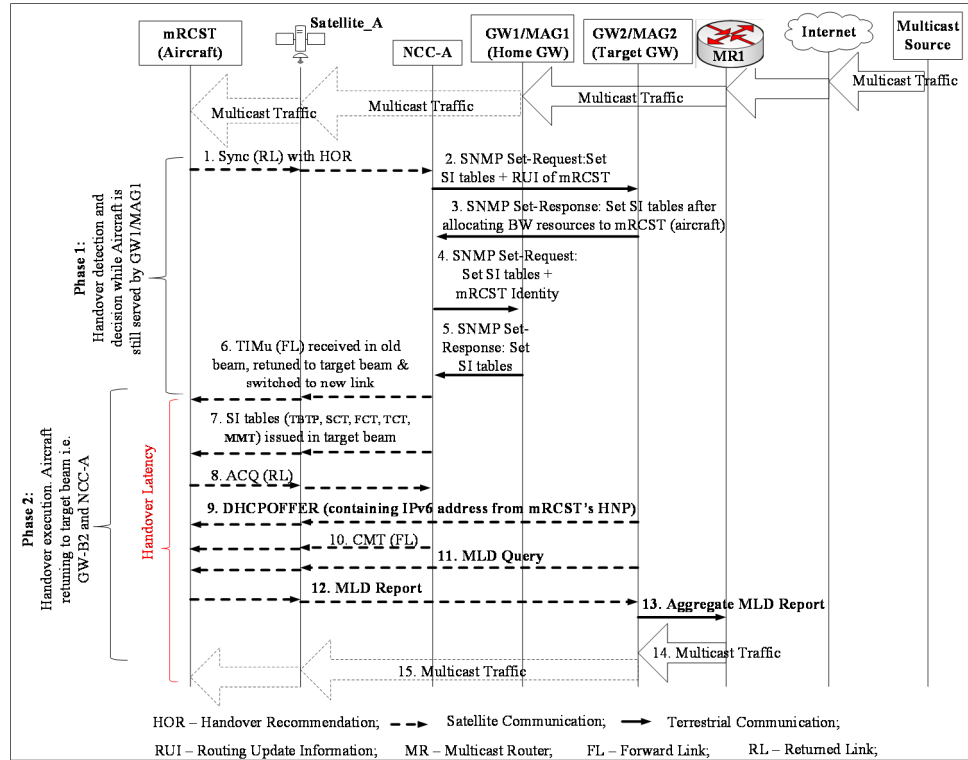 mRCST
(Aircraft)
Satellite_A
NCC-A
GW1/MAG1
(Home GW)
GW2/MAG2
(Target GW)
MR1
Internet
Multicast
Source
Multicast Traffic
Multicast Traffic
Multicast Traffic
Multicast Traffic
Phase 1:
Handover detection and
decision while Aircraft is
still served by GW1/MAG1
1. Sync (RL) with HOR
2. SNMP Set-Request:Set
SI tables + RUI of mRCST
3. SNMP Set-Response: Set SI tables after
allocating BW resources to mRCST (aircraft)
4. SNMP Set-Request:
Set SI tables +
mRCST Identity
5. SNMP Set-
Response: Set
SI tables
6. TIMu (FL) received in old
beam, retuned to target beam &
switched to new link
Phase 2:
Handover execution. Aircraft
retuning to target beam i.e.
GW-B2 and NCC-A
Handover Latency
7. SI tables (TBTP, SCT, FCT, TCT,
MMT) issued in target beam
8. ACQ (RL)
9. DHCPOFFER (containing IPv6 address from mRCST's HNP)
10. CMT (FL)
11. MLD Query
12. MLD Report
13. Aggregate MLD Report
14. Multicast Traffic
15. Multicast Traffic
HOR – Handover Recommendation; Satellite Communication; Terrestrial Communication;
RUI – Routing Update Information; MR – Multicast Router; FL – Forward Link; RL – Returned Link;